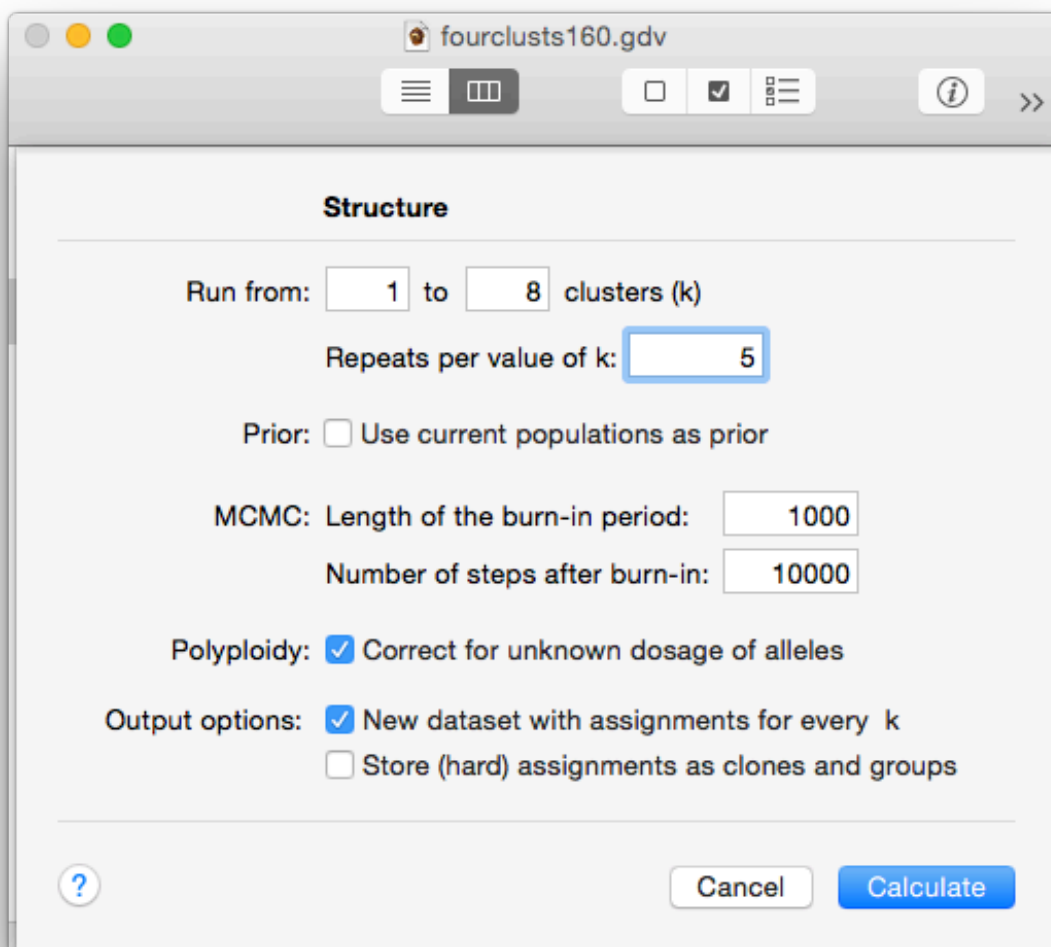 fourclusts160.gdv
Structure
Run from: 1 to 8 clusters (k)
Repeats per value of k: 5
Prior: Use current populations as prior
MCMC: Length of the burn-in period: 1000
Number of steps after burn-in: 10000
Polyploidy: Correct for unknown dosage of alleles
Output options: New dataset with assignments for every k
Store (hard) assignments as clones and groups
? Cancel Calculate